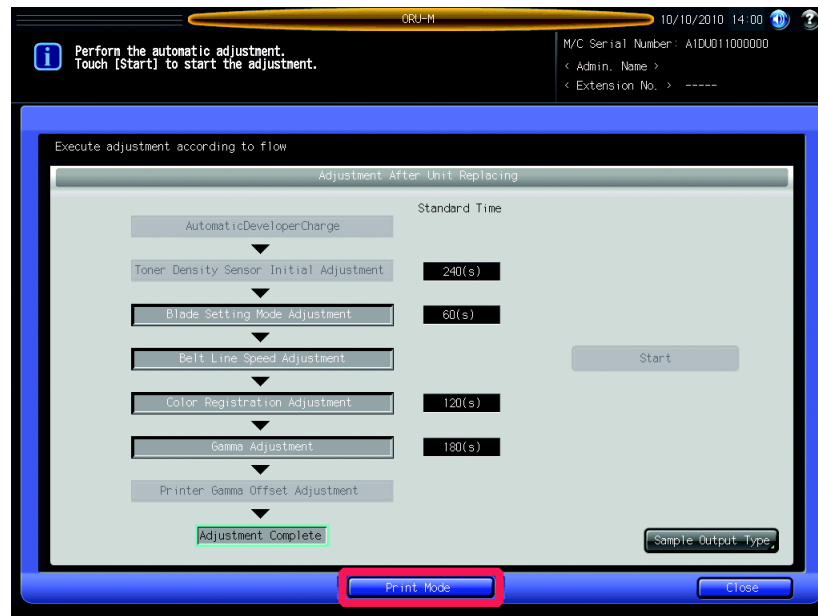 ORU-M
10/10/2010 14:00
Perform the automatic adjustment.
Touch [Start] to start the adjustment.
M/C Serial Number: A1DU011000000
< Admin. Name >
< Extension No. > -----
Execute adjustment according to flow
Adjustment After Unit Replacing
Standard Time
AutomaticDeveloperCharge
Toner Density Sensor Initial Adjustment 240(s)
Blade Setting Mode Adjustment 60(s)
Belt Line Speed Adjustment
Start
Color Registration Adjustment 120(s)
Gamma Adjustment 180(s)
Printer Gamma Offset Adjustment
Adjustment Complete
Sample Output Type
Print Mode
Close